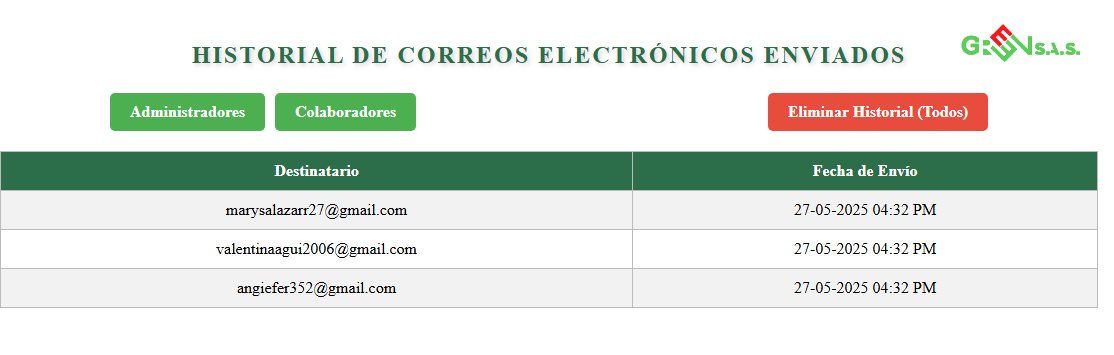 HISTORIAL DE CORREOS ELECTRÓNICOS ENVIADOS
GREEN S.A.S.
Administradores Colaboradores Eliminar Historial (Todos)
Destinatario Fecha de Envío
marysalazarr27@gmail.com 27-05-2025 04:32 PM
valentinaagui2006@gmail.com 27-05-2025 04:32 PM
angiefer352@gmail.com 27-05-2025 04:32 PM